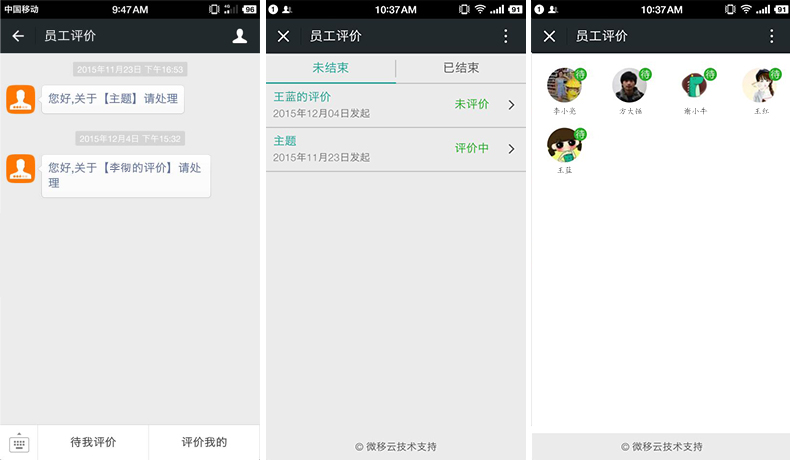 中国移动 9:47AM 4G 96
员工评价
2015年11月23日 下午16:53
您好,关于【主题】请处理
2015年12月4日 下午15:32
您好,关于【李衒的评价】请处
理
待我评价 评价我的
1 10:37AM 91
员工评价
未结束 已结束
王蓝的评价
2015年12月04日发起
未评价
主题
2015年11月23日发起
评价中
© 微移云技术支持
1 10:37AM 91
员工评价
待 待 待 待
李小亮 方大锤 谢小牛 王红
待
王蓝
© 微移云技术支持